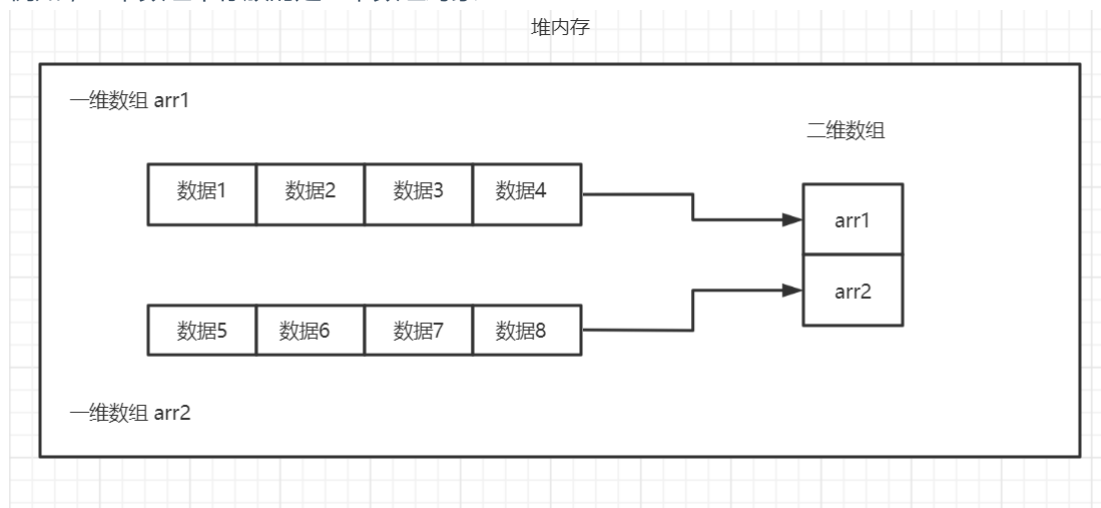 堆内存
一维数组 arr1
二维数组
数据1 数据2 数据3 数据4
arr1
arr2
数据5 数据6 数据7 数据8
一维数组 arr2